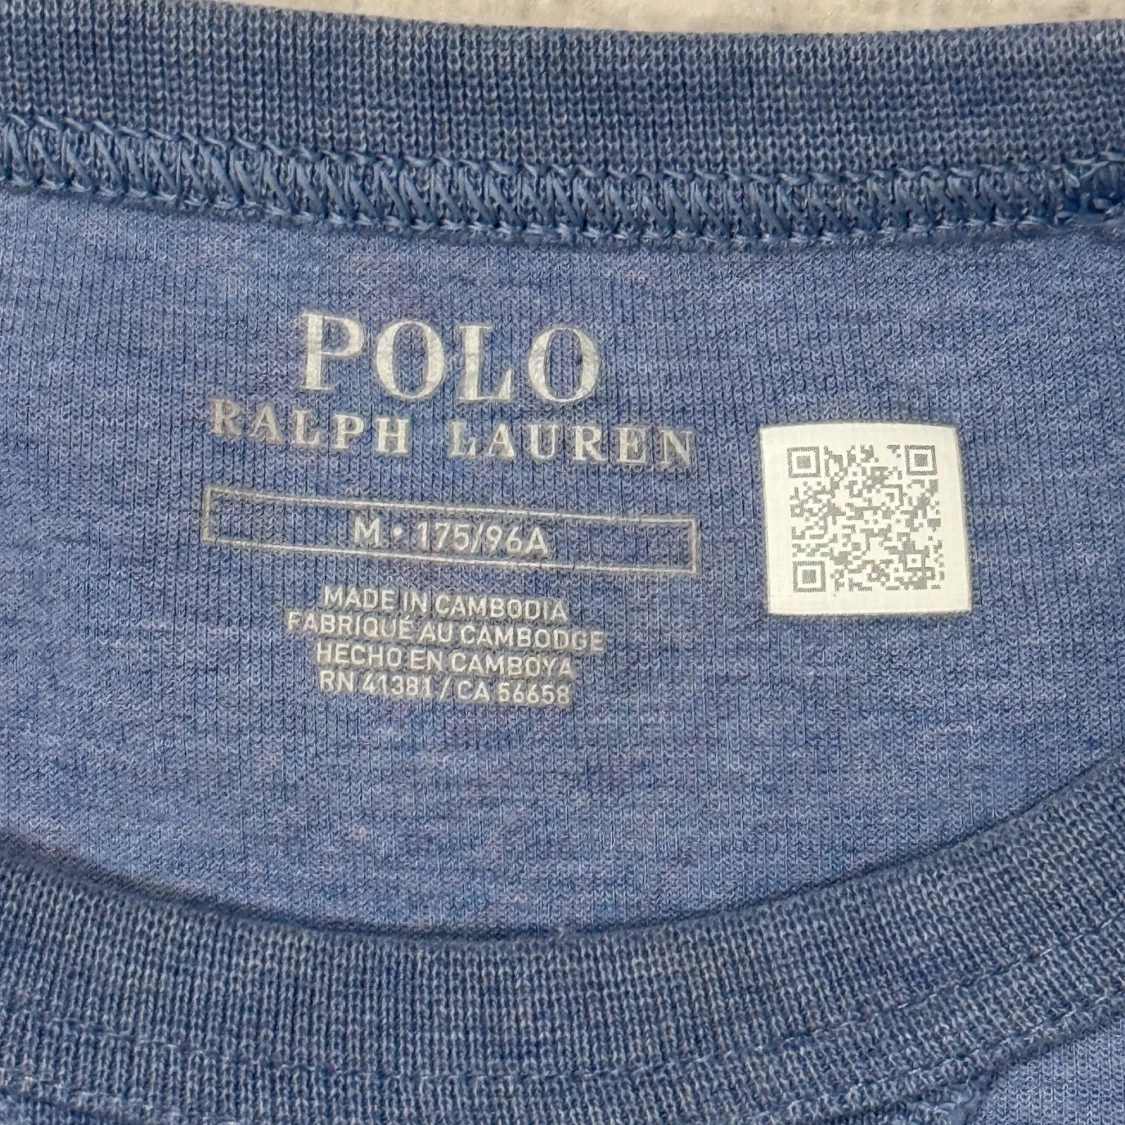 POLO
RALPH LAUREN
M • 175/96A
MADE IN CAMBODIA
FABRIQUÉ AU CAMBODGE
HECHO EN CAMBOYA
RN 41381 / CA 56658